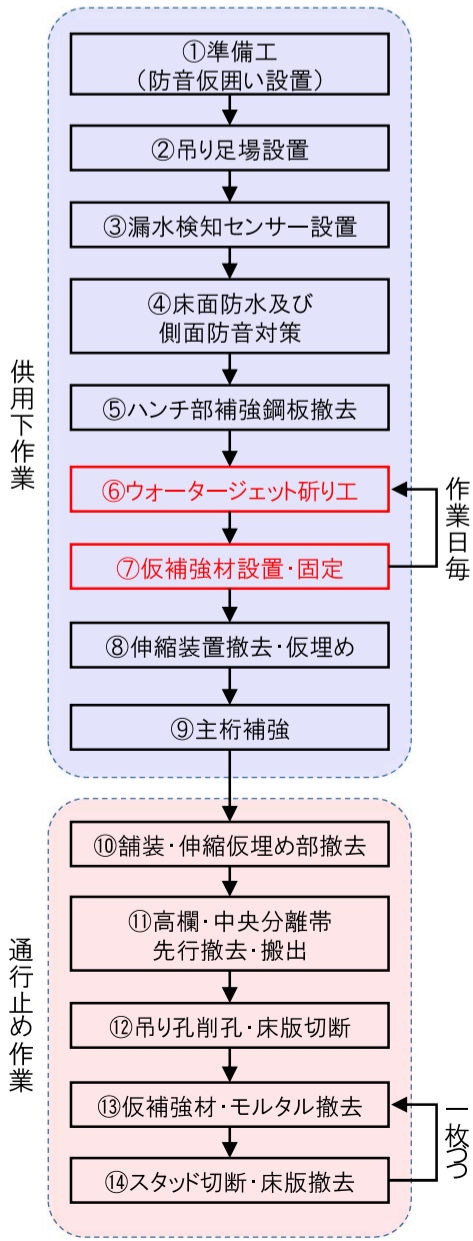 供用下作業
①準備工
（防音仮囲い設置）
②吊り足場設置
③漏水検知センサー設置
④床面防水及び
側面防音対策
⑤ハンチ部補強鋼板撤去
⑥ウォータージェット斫り工
⑦仮補強材設置・固定
作業日毎
⑧伸縮装置撤去・仮埋め
⑨主桁補強
通行止め作業
⑩舗装・伸縮仮埋め部撤去
⑪高欄・中央分離帯
先行撤去・搬出
⑫吊り孔削孔・床版切断
⑬仮補強材・モルタル撤去
⑭スタッド切断・床版撤去
一枚づつ